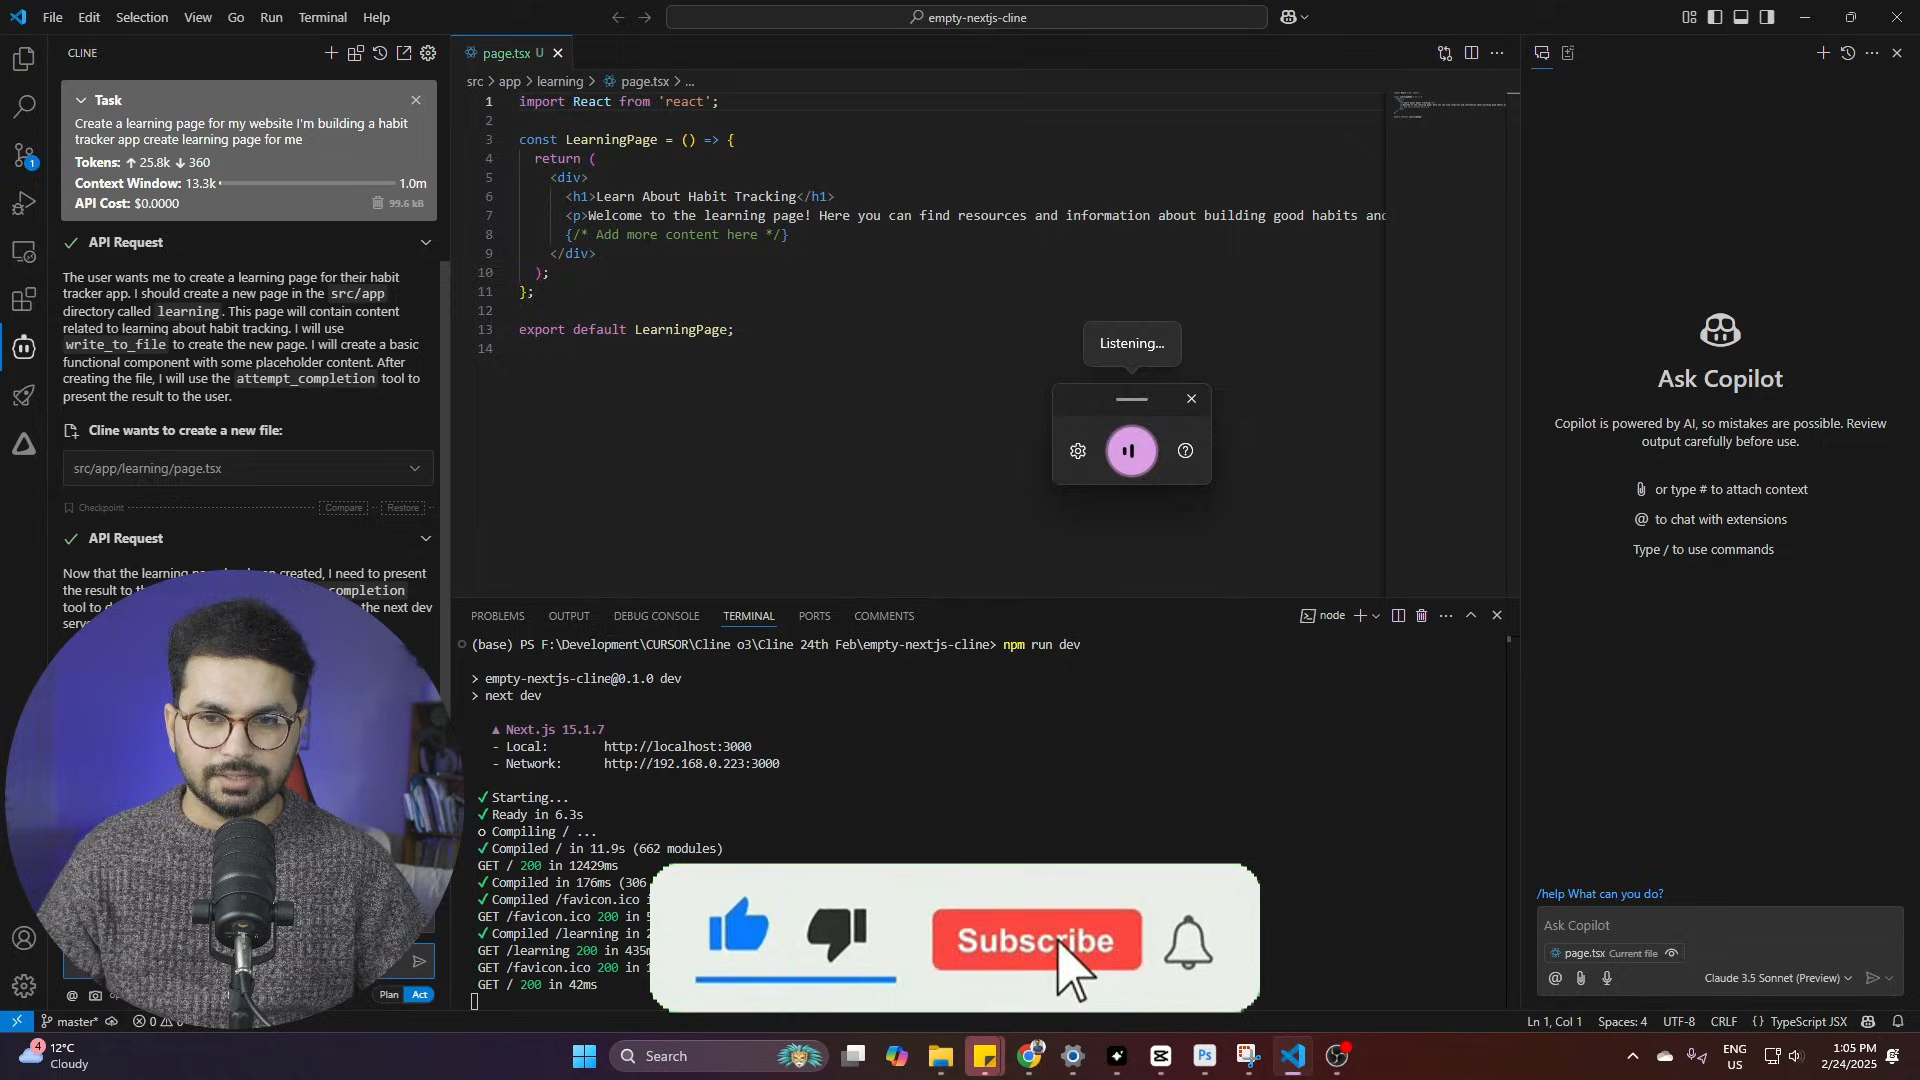 File Edit Selection View Go Run Terminal Help
empty-nextjs-cline
CLINE
Task
Create a learning page for my website I'm building a habit
tracker app create learning page for me
Tokens: ↑ 25.8k ↓ 360
Context Window: 13.3k 1.0m
API Cost: $0.0000 99.6 kB
API Request
The user wants me to create a learning page for their habit
tracker app. I should create a new page in the src/app
directory called learning. This page will contain content
related to learning about habit tracking. I will use
write_to_file to create the new page. I will create a basic
functional component with some placeholder content. After
creating the file, I will use the attempt_completion tool to
present the result to the user.
Cline wants to create a new file:
src/app/learning/page.tsx
Checkpoint Compare Restore
API Request
Now that the learning
the result to
completion
tool to
the next dev
Plan Act
page.tsx U
src > app > learning > page.tsx > ...
1 import React from 'react';
2
3 const LearningPage = () => {
4 return (
5 <div>
6 <h1>Learn About Habit Tracking</h1>
7 <p>Welcome to the learning page! Here you can find resources and information about building good habits and
8 {/* Add more content here */}
9 </div>
10 );
11 };
12
13 export default LearningPage;
14
Listening...
PROBLEMS OUTPUT DEBUG CONSOLE TERMINAL PORTS COMMENTS
node
(base) PS F:\Development\CURSOR\Cline o3\Cline 24th Feb\empty-nextjs-cline> npm run dev
> empty-nextjs-cline@0.1.0 dev
> next dev
▲ Next.js 15.1.7
- Local: http://localhost:3000
- Network: http://192.168.0.223:3000
✓ Starting...
✓ Ready in 6.3s
○ Compiling / ...
✓ Compiled / in 11.9s (662 modules)
GET / 200 in 12429ms
✓ Compiled in 176ms (306
✓ Compiled /favicon.ico
GET /favicon.ico 200 in
✓ Compiled /learning in
GET /learning 200 in 435m
GET /favicon.ico 200 in
GET / 200 in 42ms
Subscribe
Ask Copilot
Copilot is powered by AI, so mistakes are possible. Review
output carefully before use.
or type # to attach context
@ to chat with extensions
Type / to use commands
/help What can you do?
Ask Copilot
page.tsx Current file
Claude 3.5 Sonnet (Preview)
master* 0
Ln 1, Col 1 Spaces: 4 UTF-8 CRLF {} TypeScript JSX
1
4
12°C
Cloudy
Search
Ps
ENG
US
1:05 PM
2/24/2025